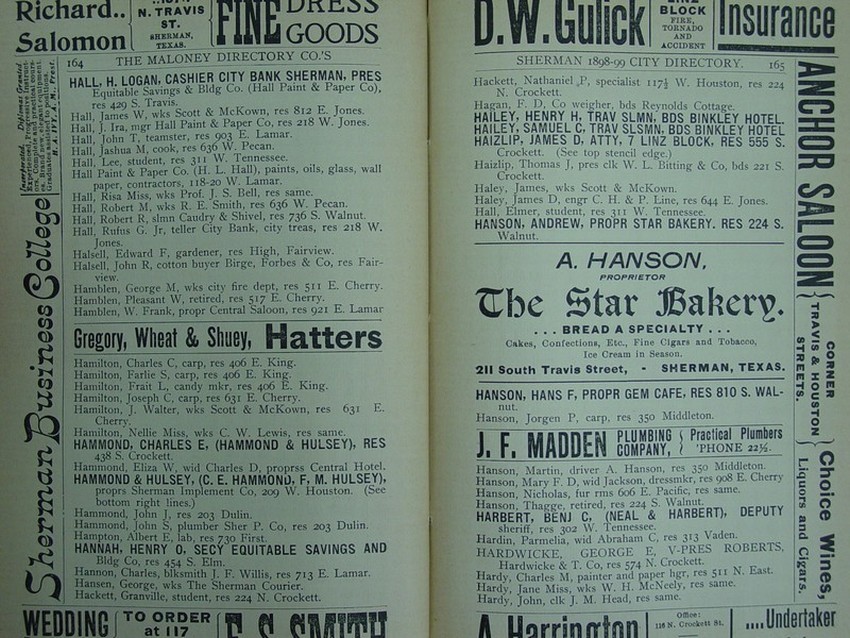 Richard..
Salomon
N. TRAVIS
ST.
SHERMAN,
TEXAS.
FINE
DRESS
GOODS
164 THE MALONEY DIRECTORY CO.'S
HALL, H. LOGAN, CASHIER CITY BANK SHERMAN, PRES
Equitable Savings & Bldg Co. (Hall Paint & Paper Co),
res 429 S. Travis.
Hall, James W, wks Scott & McKown, res 812 E. Jones.
Hall, J. Ira, mgr Hall Paint & Paper Co, res 218 W. Jones.
Hall, John T, teamster, res 903 E. Lamar.
Hall, Jashua M, cook, res 636 W. Pecan.
Hall, Lee, student, res 311 W. Tennessee.
Hall Paint & Paper Co. (H. L. Hall), paints, oils, glass, wall
paper, contractors, 118-20 W. Lamar.
Hall, Risa Miss, wks Prof. J. S. Bell, res same.
Hall, Robert M, wks R. E. Smith, res 636 W. Pecan.
Hall, Robert R, slmn Caudry & Shivel, res 736 S. Walnut.
Hall, Rufus G. Jr, teller City Bank, city treas, res 218 W.
Jones.
Halsell, Edward F, gardener, res High, Fairview.
Halsell, John R, cotton buyer Birge, Forbes & Co, res Fair-
view.
Hamblen, George M, wks city fire dept, res 511 E. Cherry.
Hamblen, Pleasant W, retired, res 517 E. Cherry.
Hamblen, W. Frank, propr Central Saloon, res 921 E. Lamar
Gregory, Wheat & Shuey, Hatters
Hamilton, Charles C, carp, res 406 E. King.
Hamilton, Farlie S, carp, res 406 E. King.
Hamilton, Frait L, candy mkr, res 406 E. King.
Hamilton, Joseph C, carp, res 631 E. Cherry.
Hamilton, J. Walter, wks Scott & McKown, res 631 E.
Cherry.
Hamilton, Nellie Miss, wks C. W. Lewis, res same.
HAMMOND, CHARLES E, (HAMMOND & HULSEY), RES
438 S. Crockett.
Hammond, Eliza W, wid Charles D, proprss Central Hotel.
HAMMOND & HULSEY, (C. E. HAMMOND, F. M. HULSEY),
proprs Sherman Implement Co, 209 W. Houston. (See
bottom right lines.)
Hammond, John J, res 203 Dulin.
Hammond, John S, plumber Sher P. Co, res 203 Dulin.
Hampton, Albert E, lab, res 730 First.
HANNAH, HENRY O, SECY EQUITABLE SAVINGS AND
Bldg Co, res 454 S. Elm.
Hannon, Charles, blksmith J. F. Willis, res 713 E. Lamar.
Hansen, George, wks The Sherman Courier.
Hackett, Granville, student, res 224 N. Crockett.
Sherman Business College
WEDDING
TO ORDER
at 117
F. S. SMITH
D.W. Gulick
BLOCK
FIRE,
TORNADO
AND
ACCIDENT
Insurance
SHERMAN 1898-99 CITY DIRECTORY. 165
Hackett, Nathaniel P, specialist 117½ W. Houston, res 224
N. Crockett.
Hagan, F. D, Co weigher, bds Reynolds Cottage.
HAILEY, HENRY H, TRAV SLMN, BDS BINKLEY HOTEL.
HAILEY, SAMUEL C, TRAV SLSMN, BDS BINKLEY HOTEL
HAIZLIP, JAMES D, ATTY, 7 LINZ BLOCK, RES 555 S.
Crockett. (See top stencil edge.)
Haizlip, Thomas J, pres clk W. L. Bitting & Co, bds 221 S.
Crockett.
Haley, James, wks Scott & McKown.
Haley, James D, engr C. H. & P. Line, res 644 E. Jones.
Hall, Elmer, student, res 311 W. Tennessee.
HANSON, ANDREW, PROPR STAR BAKERY. RES 224 S.
Walnut.
A. HANSON,
PROPRIETOR
The Star Bakery.
... BREAD A SPECIALTY ...
Cakes, Confections, Etc., Fine Cigars and Tobacco,
Ice Cream in Season.
211 South Travis Street, - SHERMAN, TEXAS.
HANSON, HANS F, PROPR GEM CAFE, RES 810 S. WAL-
nut.
Hanson, Jorgen P, carp, res 350 Middleton.
J. F. MADDEN PLUMBING COMPANY, Practical Plumbers 'PHONE 22½.
Hanson, Martin, driver A. Hanson, res 350 Middleton.
Hanson, Mary F D, wid Jackson, dressmkr, res 908 E. Cherry
Hanson, Nicholas, fur rms 606 E. Pacific, res same.
Hanson, Thagge, retired, res 224 S. Walnut.
HARBERT, BENJ C, (NEAL & HARBERT), DEPUTY
sheriff, res 302 W. Tennessee.
Hardin, Parmelia, wid Abraham C, res 313 Vaden.
HARDWICKE, GEORGE E, V-PRES ROBERTS,
Hardwicke & T. Co, res 574 N. Crockett.
Hardy, Charles M, painter and paper hgr, res 511 N. East.
Hardy, Jane Miss, wks W. H. McNeely, res same.
Hardy, John, clk J. M. Head, res same.
ANCHOR SALOON
CORNER
TRAVIS & HOUSTON
STREETS.
Choice Wines,
Liquors and Cigars.
A. Harrington
Office:
116 N. Crockett St.
....Undertaker